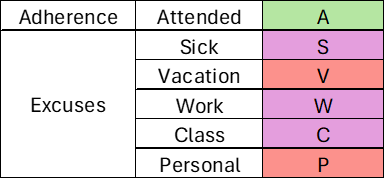 Adherence Attended A
Sick S
Vacation V
Excuses Work W
Class C
Personal P